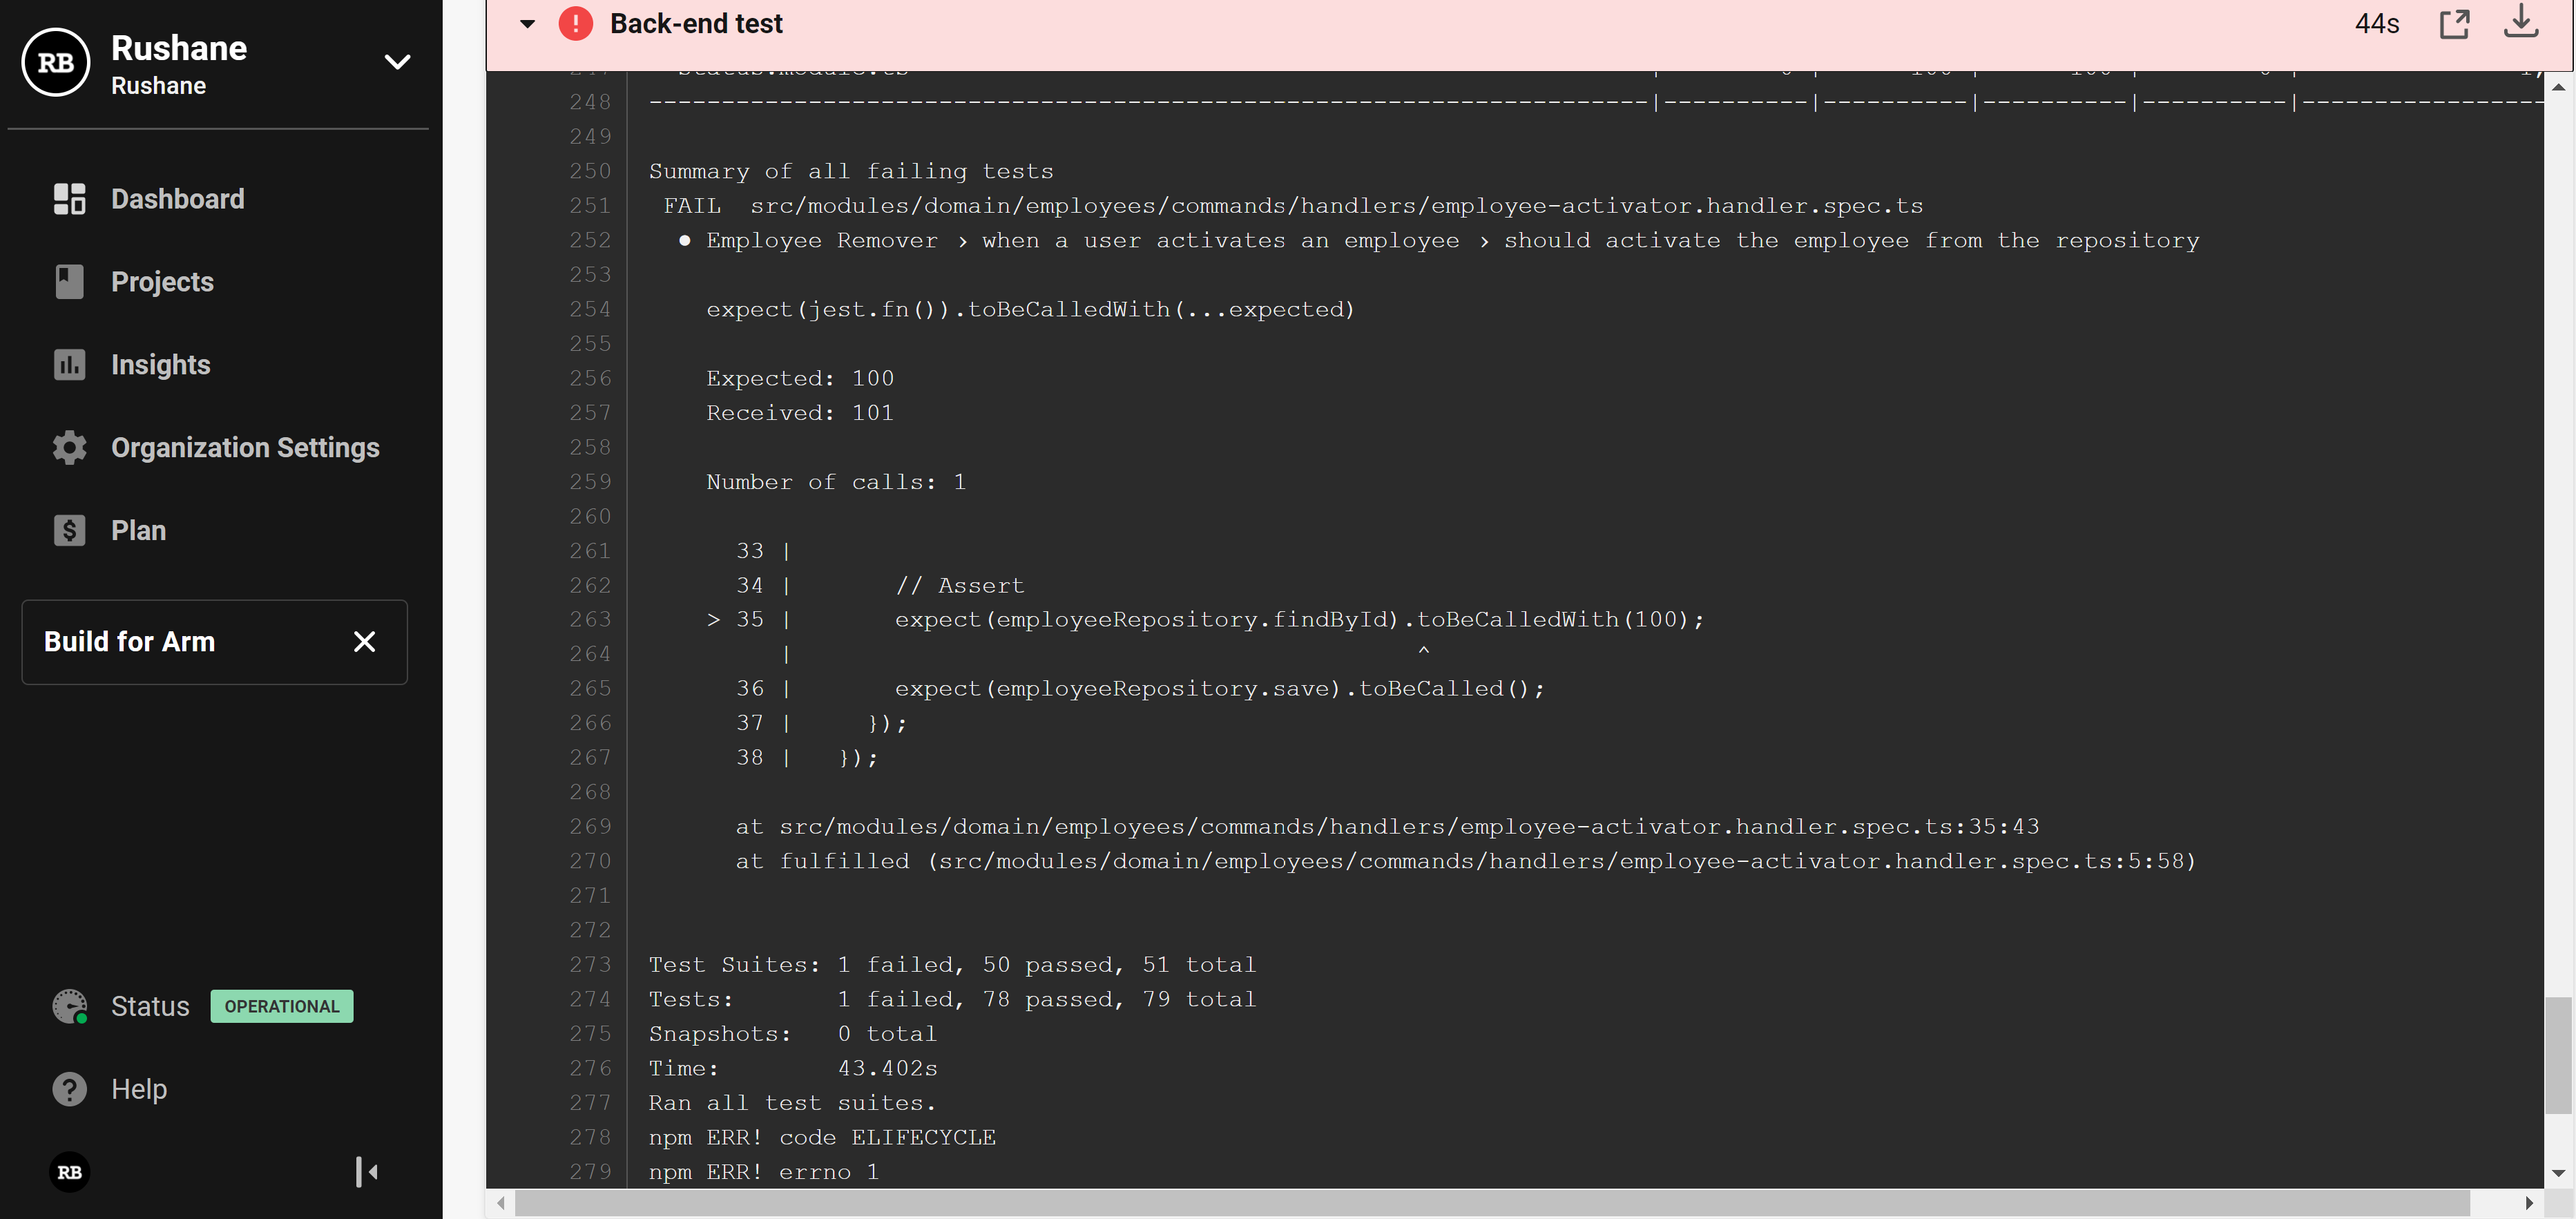 RB
Rushane
Rushane
Dashboard
Projects
Insights
Organization Settings
Plan
Build for Arm
Status OPERATIONAL
Help
RB
Back-end test 44s
248 ---------------------------------------------------------------------|----------|----------|----------|----------|-----------------
249
250 Summary of all failing tests
251 FAIL src/modules/domain/employees/commands/handlers/employee-activator.handler.spec.ts
252 ● Employee Remover › when a user activates an employee › should activate the employee from the repository
253
254 expect(jest.fn()).toBeCalledWith(...expected)
255
256 Expected: 100
257 Received: 101
258
259 Number of calls: 1
260
261 33 |
262 34 | // Assert
263 > 35 | expect(employeeRepository.findById).toBeCalledWith(100);
264 | ^
265 36 | expect(employeeRepository.save).toBeCalled();
266 37 | });
267 38 | });
268
269 at src/modules/domain/employees/commands/handlers/employee-activator.handler.spec.ts:35:43
270 at fulfilled (src/modules/domain/employees/commands/handlers/employee-activator.handler.spec.ts:5:58)
271
272
273 Test Suites: 1 failed, 50 passed, 51 total
274 Tests: 1 failed, 78 passed, 79 total
275 Snapshots: 0 total
276 Time: 43.402s
277 Ran all test suites.
278 npm ERR! code ELIFECYCLE
279 npm ERR! errno 1